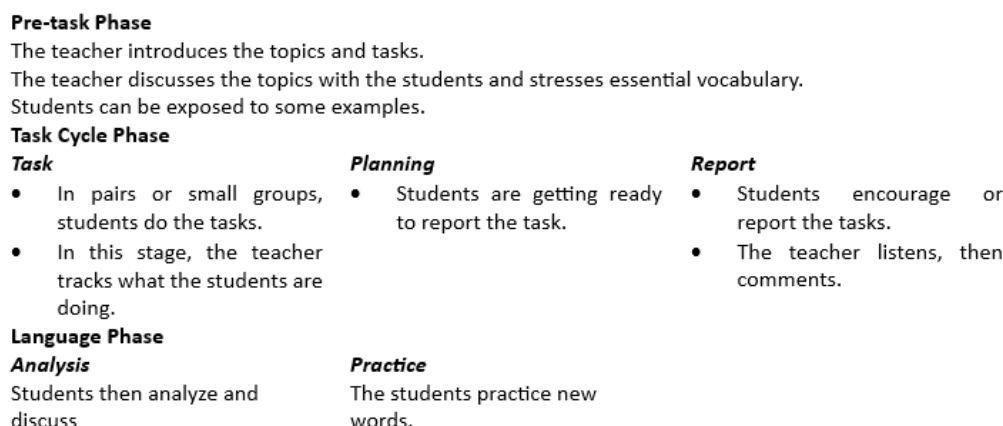 Pre-task Phase
The teacher introduces the topics and tasks.
The teacher discusses the topics with the students and stresses essential vocabulary.
Students can be exposed to some examples.
Task Cycle Phase
Task
• In pairs or small groups,
students do the tasks.
• In this stage, the teacher
tracks what the students are
doing.
Planning
• Students are getting ready
to report the task.
Report
• Students encourage or
report the tasks.
• The teacher listens, then
comments.
Language Phase
Analysis
Students then analyze and
discuss
Practice
The students practice new
words.